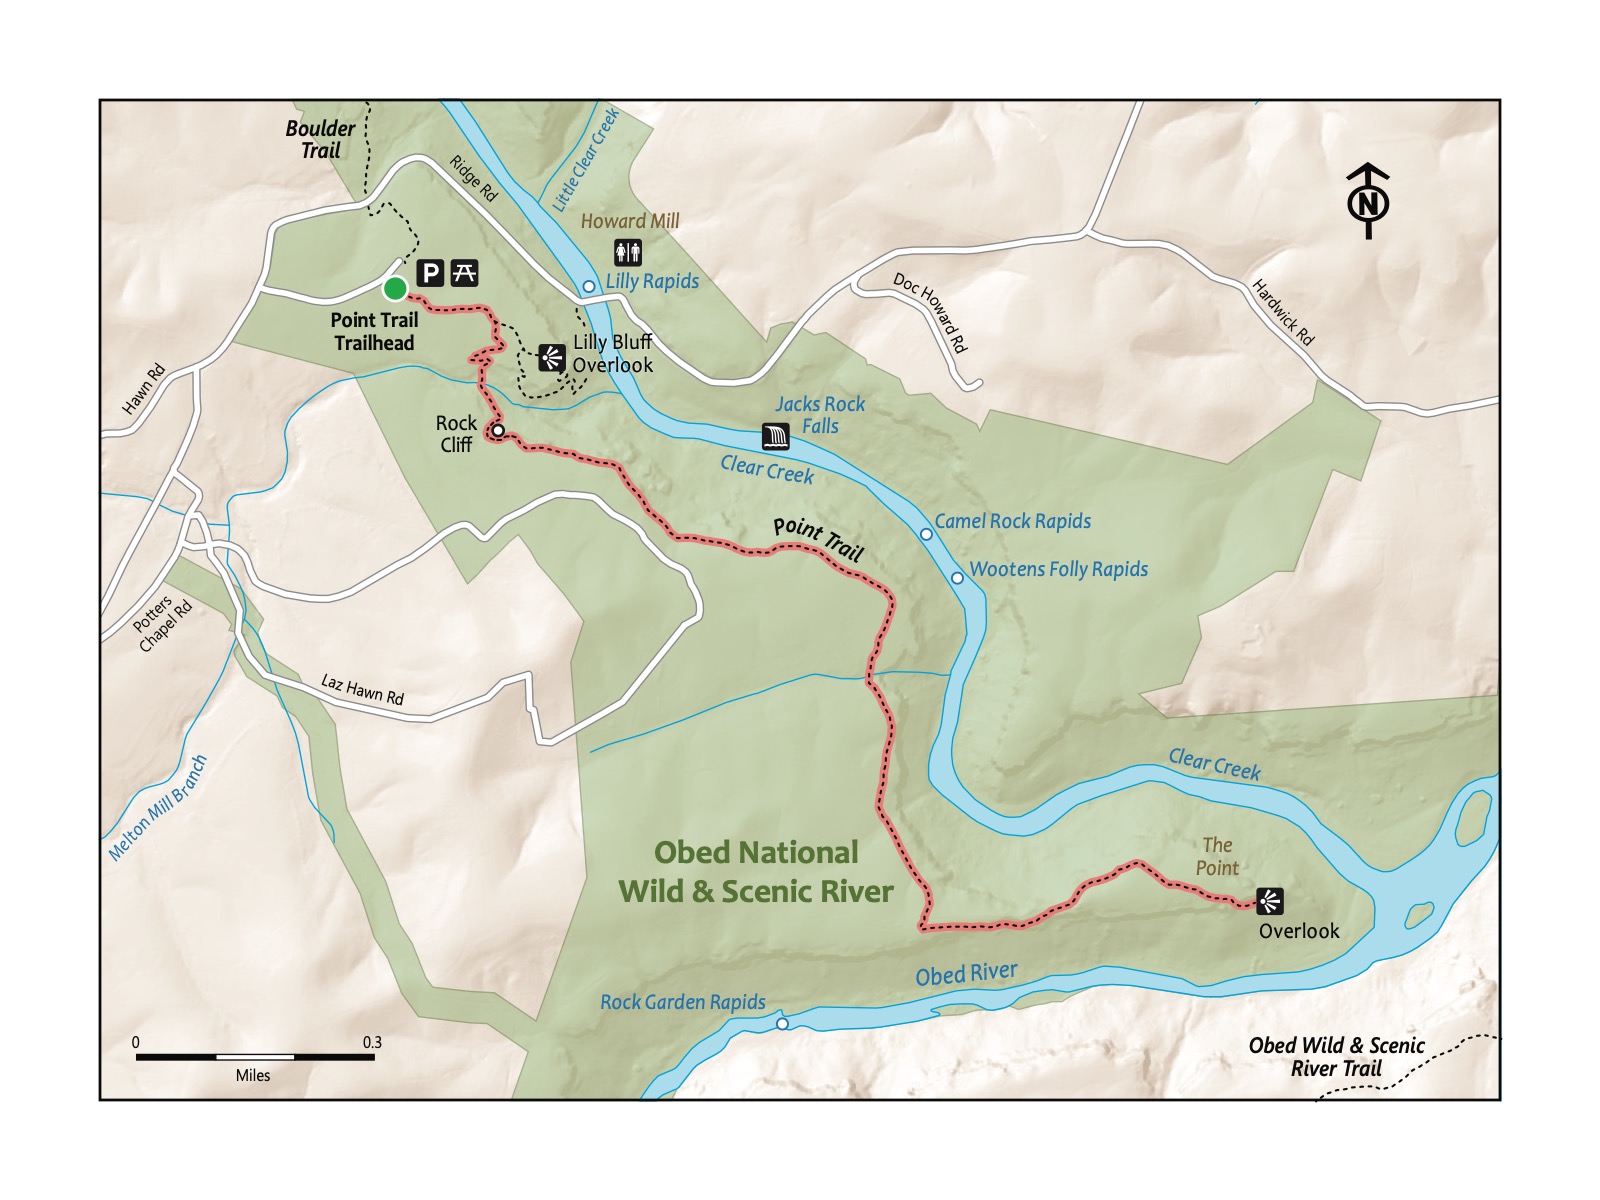 Boulder
Trail
Ridge Rd
Little Clear Creek
Howard Mill
Lilly Rapids
N
P
Point Trail
Trailhead
Lilly Bluff
Overlook
Doc Howard Rd
Hardwick Rd
Hawn Rd
Rock
Cliff
Jacks Rock
Falls
Clear Creek
Point Trail
Camel Rock Rapids
Wootens Folly Rapids
Potters
Chapel Rd
Laz Hawn Rd
Melton Mill Branch
Clear Creek
Obed National
Wild & Scenic River
The
Point
Overlook
Obed River
Rock Garden Rapids
0 0.3
Miles
Obed Wild & Scenic
River Trail